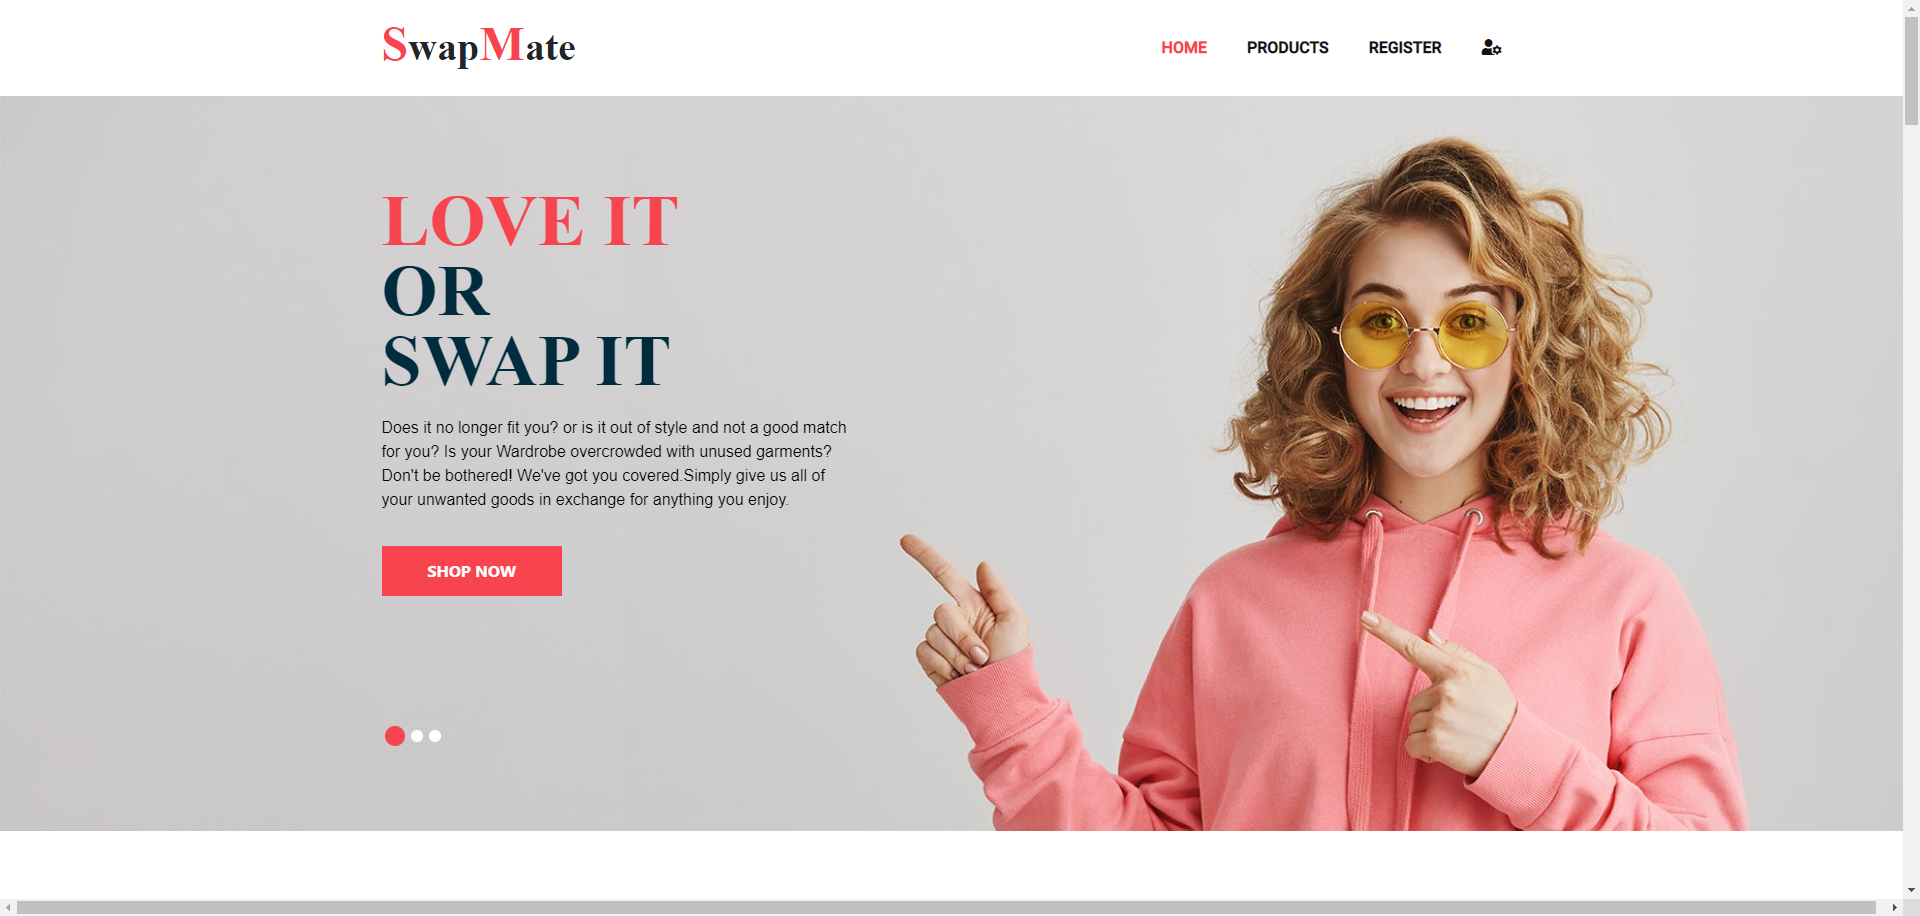 SwapMate
HOME PRODUCTS REGISTER
LOVE IT
OR
SWAP IT
Does it no longer fit you? or is it out of style and not a good match
for you? Is your Wardrobe overcrowded with unused garments?
Don't be bothered! We've got you covered.Simply give us all of
your unwanted goods in exchange for anything you enjoy.
SHOP NOW